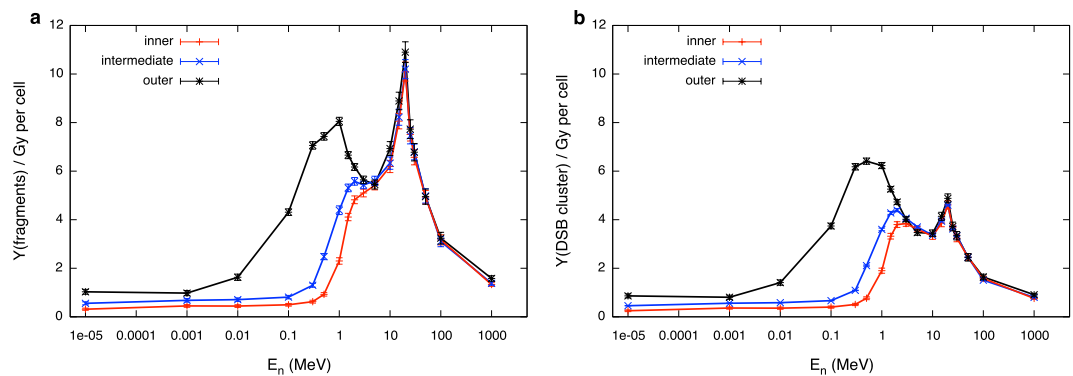 a
Y(fragments) / Gy per cell
12
10
8
6
4
2
0
inner
intermediate
outer
1e-05 0.0001 0.001 0.01 0.1 1 10 100 1000
En (MeV)
b
Y(DSB cluster) / Gy per cell
12
10
8
6
4
2
0
inner
intermediate
outer
1e-05 0.0001 0.001 0.01 0.1 1 10 100 1000
En (MeV)